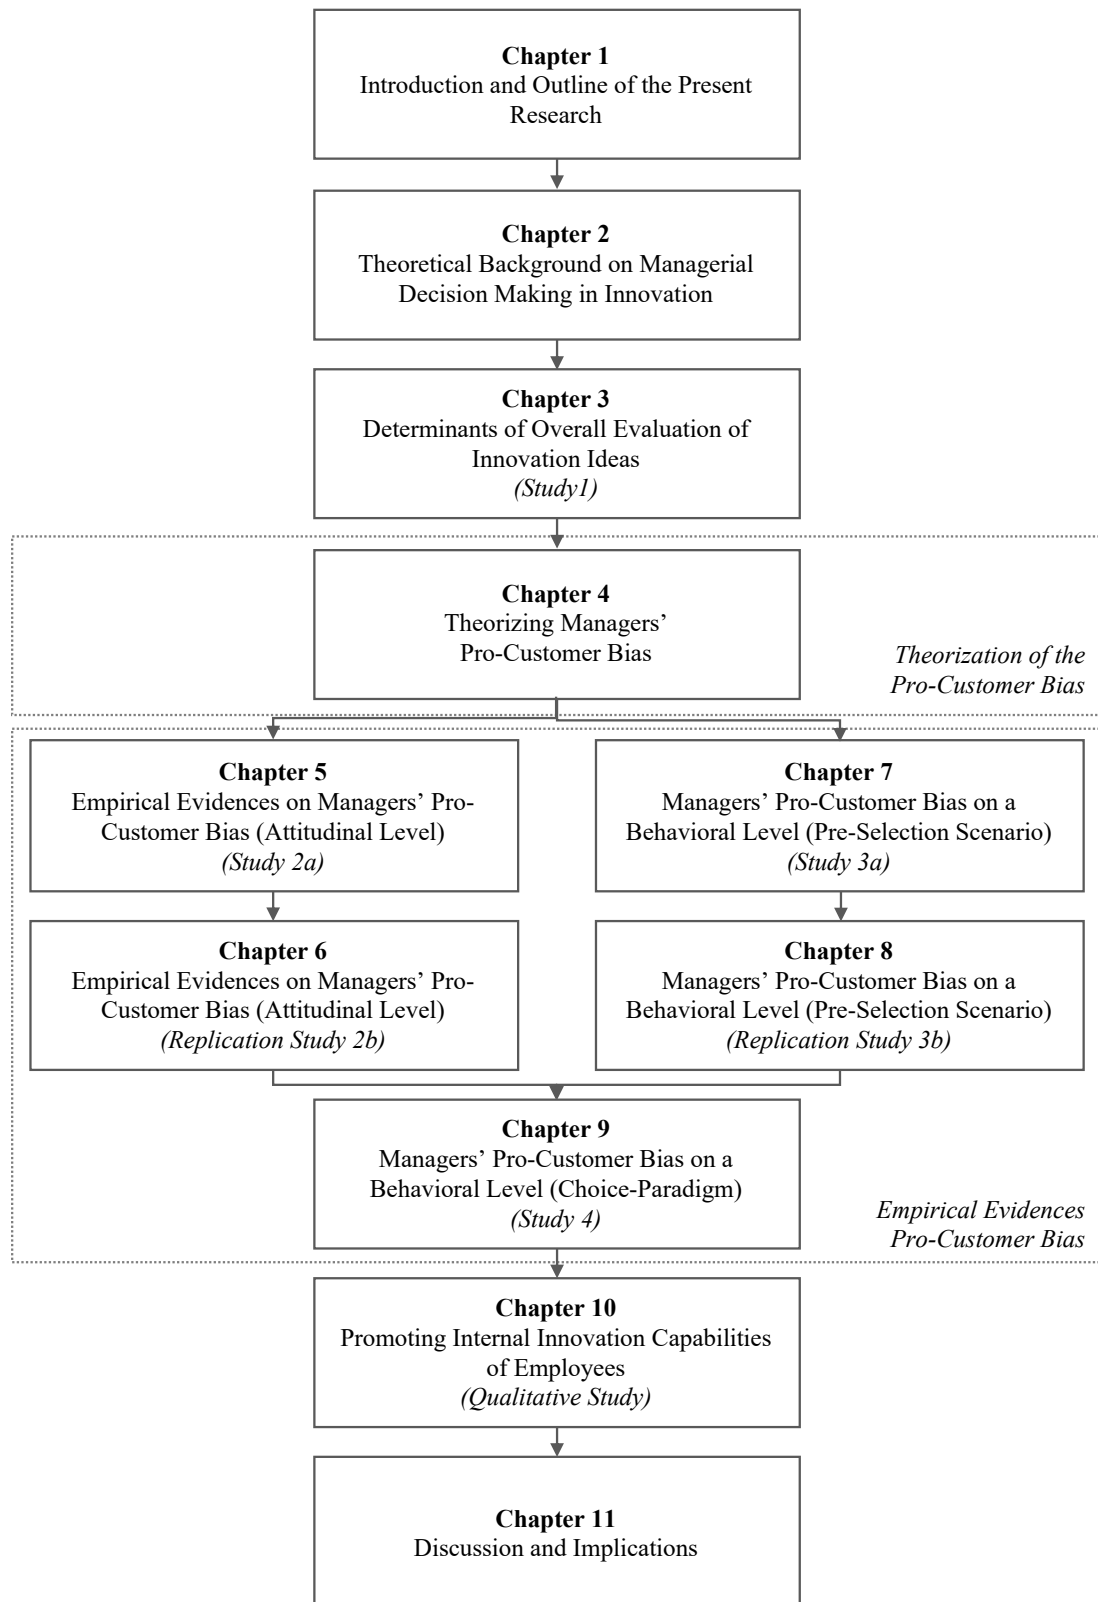 Chapter 1
Introduction and Outline of the Present
Research
Chapter 2
Theoretical Background on Managerial
Decision Making in Innovation
Chapter 3
Determinants of Overall Evaluation of
Innovation Ideas
(Study1)
Chapter 4
Theorizing Managers’
Pro-Customer Bias
Theorization of the
Pro-Customer Bias
Chapter 5
Empirical Evidences on Managers’ Pro-
Customer Bias (Attitudinal Level)
(Study 2a)
Chapter 7
Managers’ Pro-Customer Bias on a
Behavioral Level (Pre-Selection Scenario)
(Study 3a)
Chapter 6
Empirical Evidences on Managers’ Pro-
Customer Bias (Attitudinal Level)
(Replication Study 2b)
Chapter 8
Managers’ Pro-Customer Bias on a
Behavioral Level (Pre-Selection Scenario)
(Replication Study 3b)
Chapter 9
Managers’ Pro-Customer Bias on a
Behavioral Level (Choice-Paradigm)
(Study 4)
Empirical Evidences
Pro-Customer Bias
Chapter 10
Promoting Internal Innovation Capabilities
of Employees
(Qualitative Study)
Chapter 11
Discussion and Implications